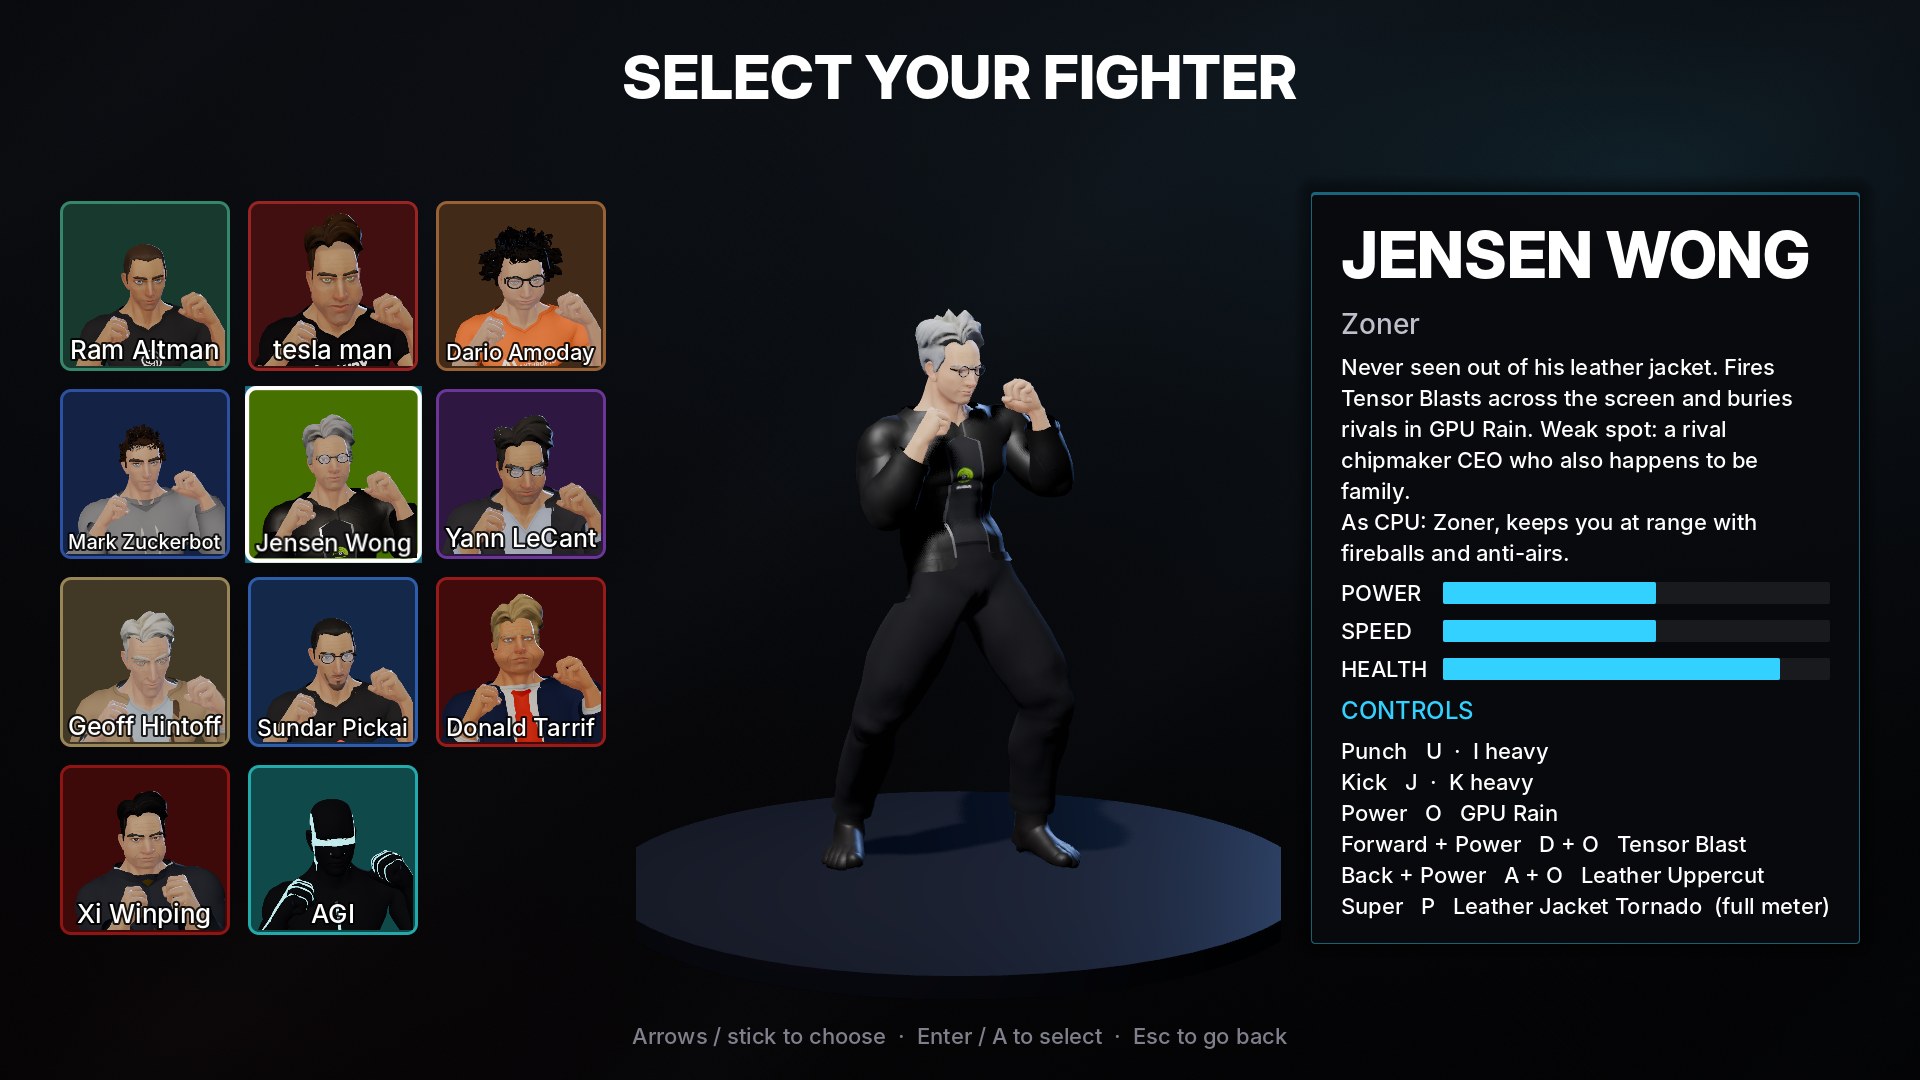 SELECT YOUR FIGHTER
Ram Altman
tesla man
Dario Amoday
Mark Zuckerbot
Jensen Wong
Yann LeCant
Geoff Hintoff
Sundar Pickai
Donald Tarrif
Xi Winping
AGI
JENSEN WONG
Zoner
Never seen out of his leather jacket. Fires
Tensor Blasts across the screen and buries
rivals in GPU Rain. Weak spot: a rival
chipmaker CEO who also happens to be
family.
As CPU: Zoner, keeps you at range with
fireballs and anti-airs.
POWER
SPEED
HEALTH
CONTROLS
Punch U · I heavy
Kick J · K heavy
Power O GPU Rain
Forward + Power D + O Tensor Blast
Back + Power A + O Leather Uppercut
Super P Leather Jacket Tornado (full meter)
Arrows / stick to choose · Enter / A to select · Esc to go back